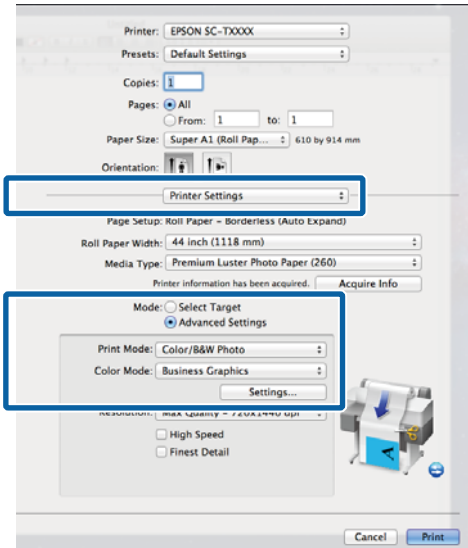 Printer: EPSON SC-TXXXX
Presets: Default Settings
Copies: 1
Pages: All
From: 1 to: 1
Paper Size: Super A1 (Roll Pap... 610 by 914 mm
Orientation:
Printer Settings
Page Setup: Roll Paper - Borderless (Auto Expand)
Roll Paper Width: 44 inch (1118 mm)
Media Type: Premium Luster Photo Paper (260)
Printer information has been acquired. Acquire Info
Mode: Select Target
Advanced Settings
Print Mode: Color/B&W Photo
Color Mode: Business Graphics
Settings...
Resolution: Max Quality - 720x1440 dpi
High Speed
Finest Detail
A
Cancel Print